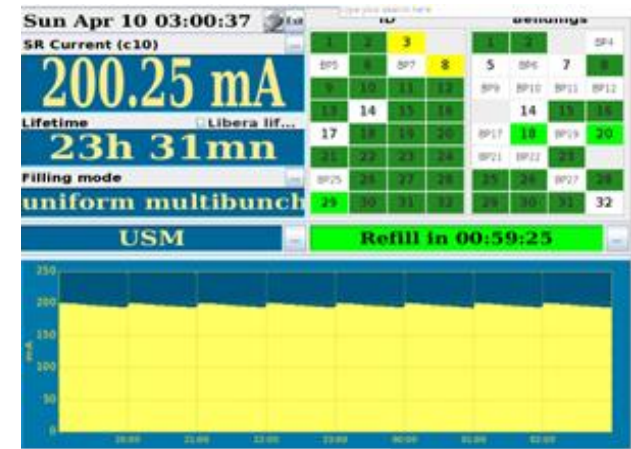 Sun Apr 10 03:00:37 Exit
SR Current (c10)
200.25 mA
Lifetime Libera lif...
23h 31mn
Filling mode
uniform multibunch
USM
ID
1 2 3
BP5 6 BP7 8
9 10 11 12
13 14 15 16
17 18 19 20
21 22 23 24
BP25 26 27 28
29 30 31 32
Bendings
1 2 BP4
5 BP6 7 8
BP9 BP10 BP11 BP12
14 15 16
BP17 18 BP19 20
BP21 BP22 23
25 26 BP27 28
29 30 31 32
Refill in 00:59:25
250
200
150
100
50
0
mA
20:00 21:00 22:00 23:00 00:00 01:00 02:00